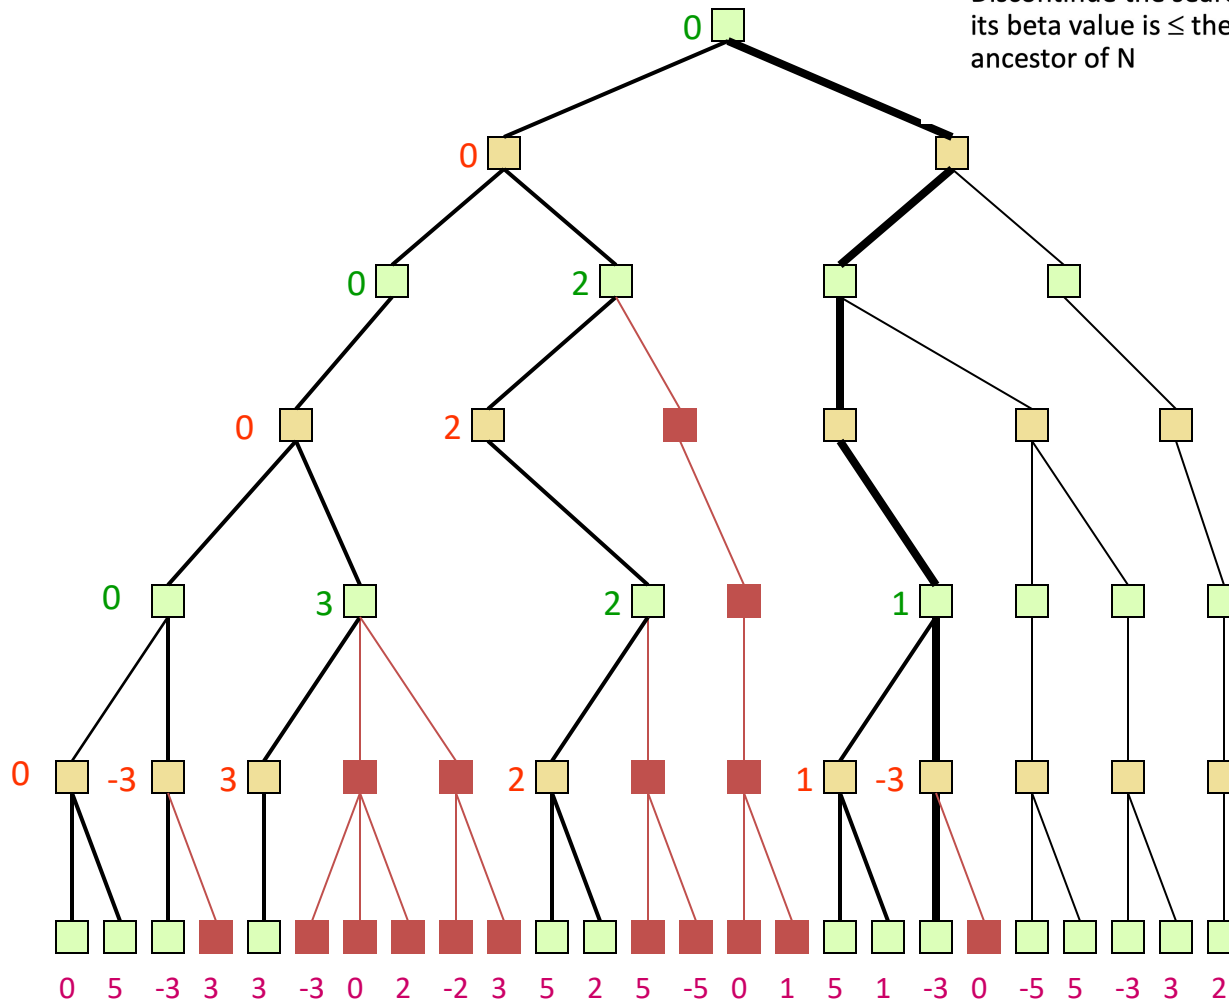 Discontinue the
its beta value is ≤ the
ancestor of N
0
0
0 2
0 2
0 3 2 1
0 -3 3 2 1 -3
0 5 -3 3 3 -3 0 2 -2 3 5 2 5 -5 0 1 5 1 -3 0 -5 5 -3 3 2